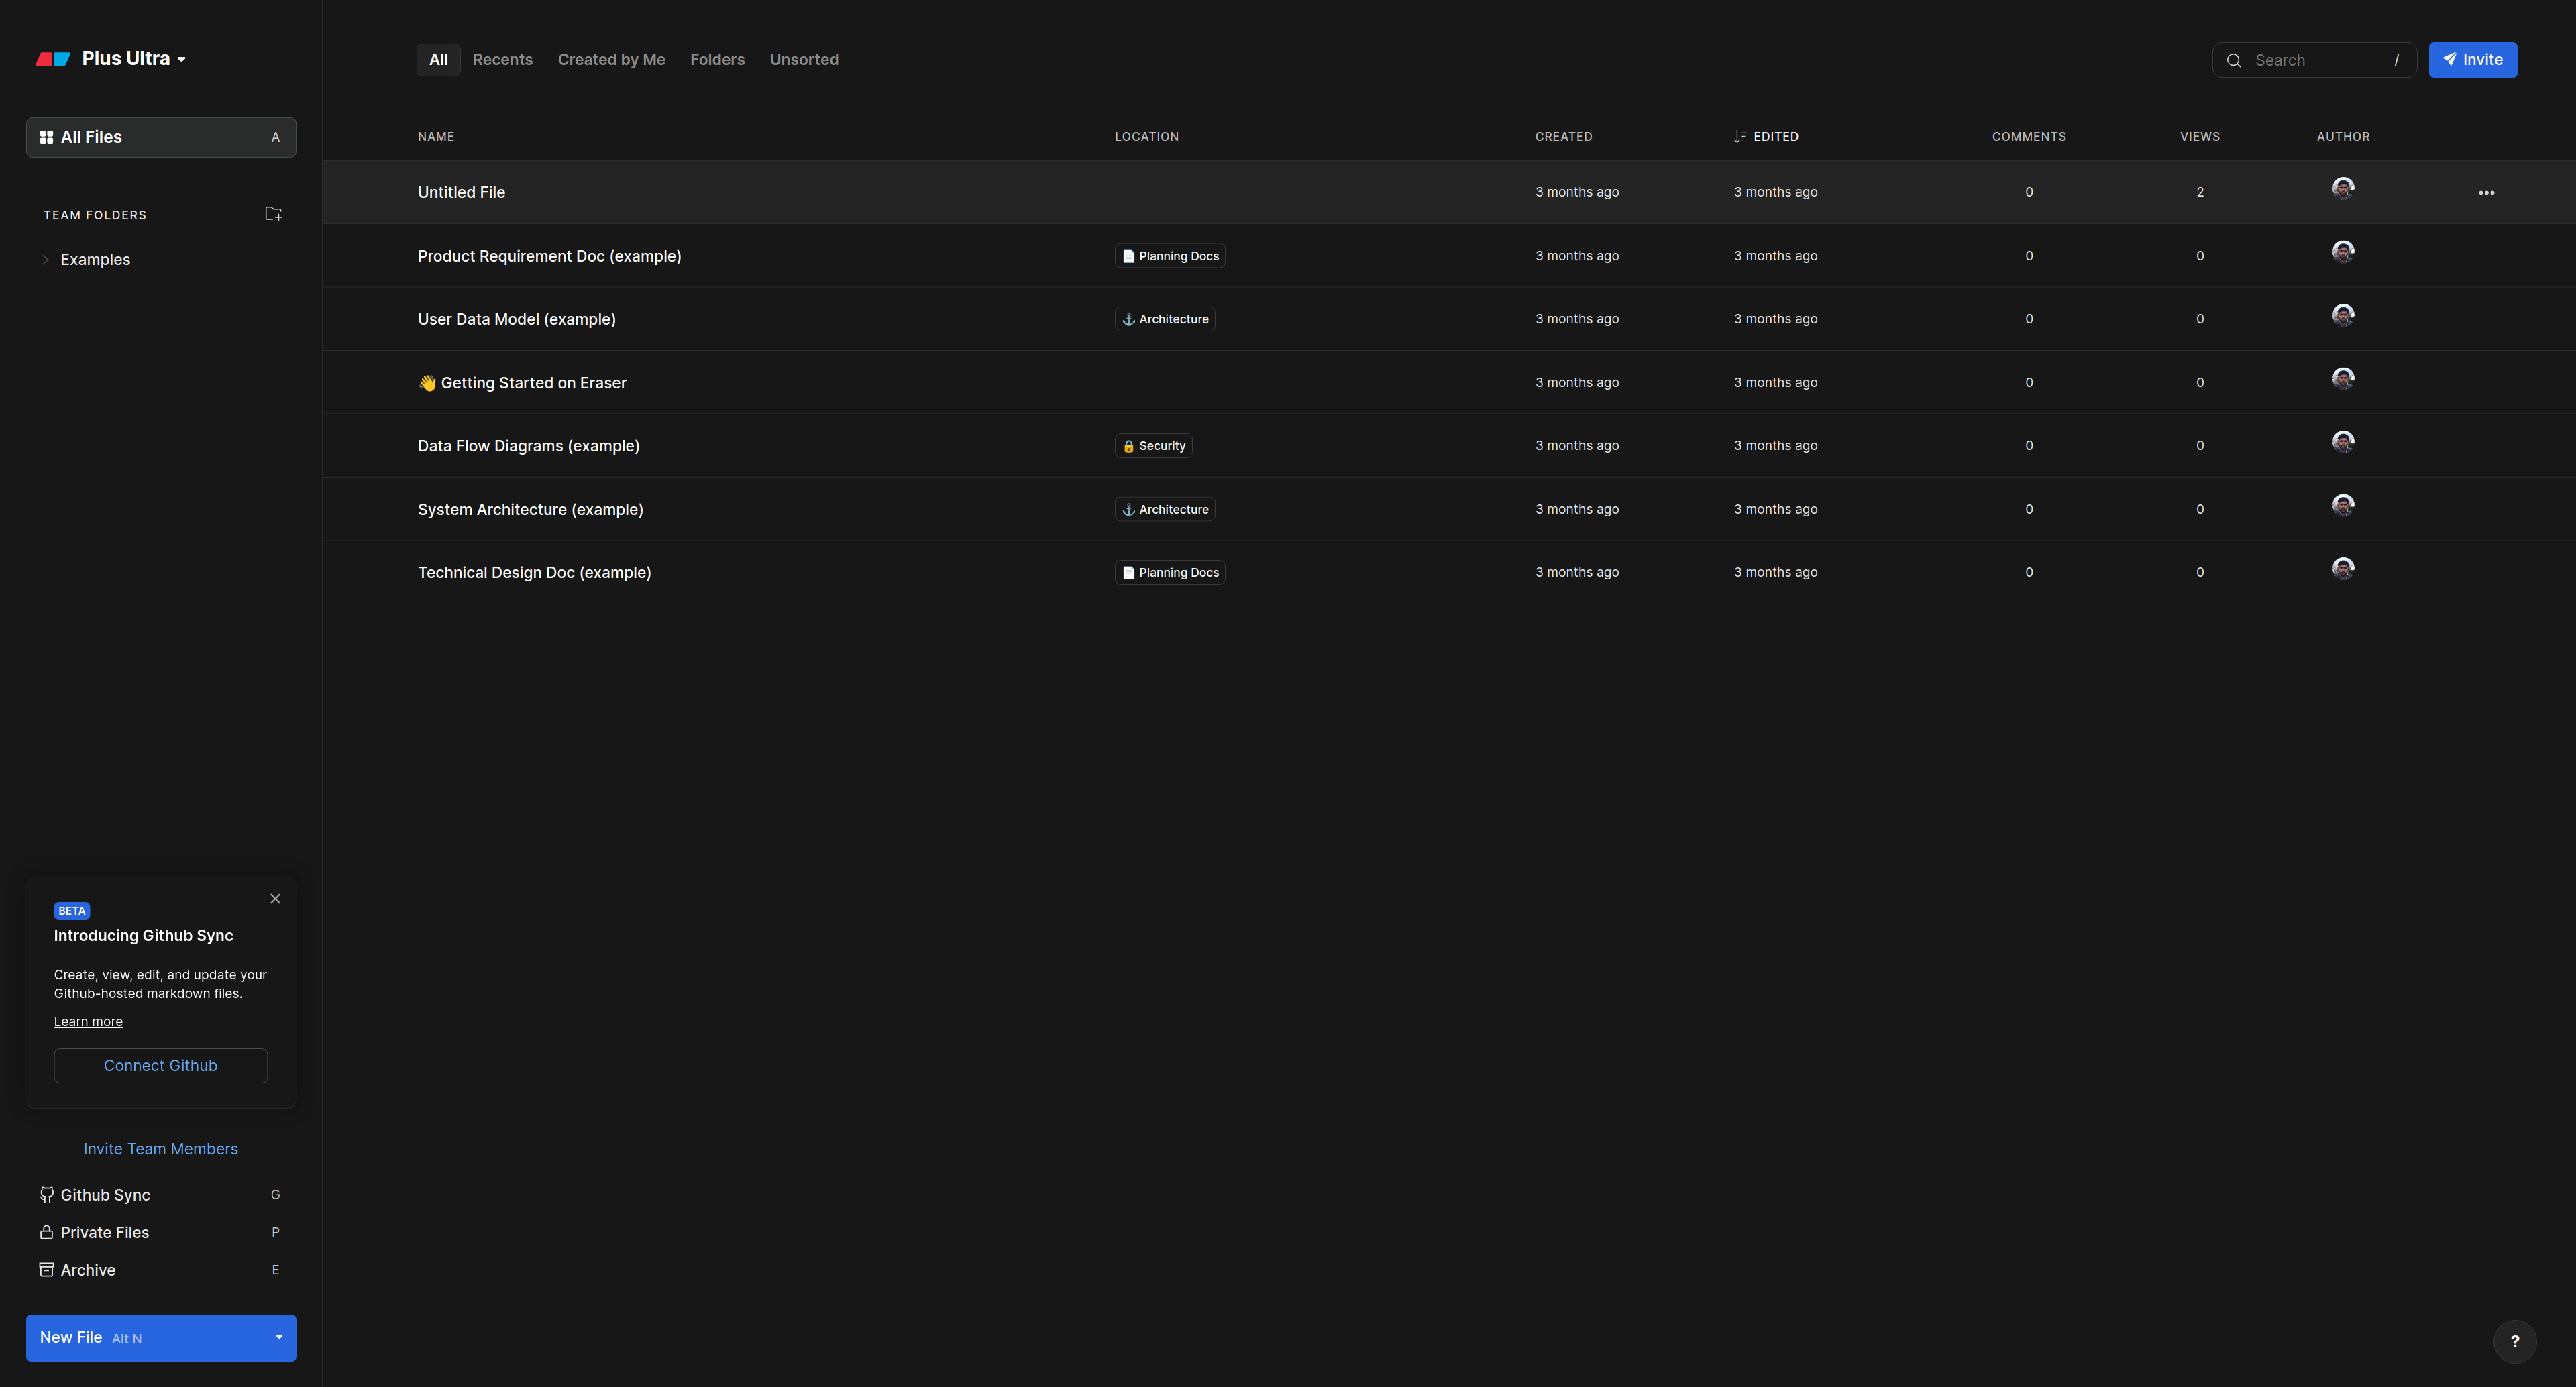 Plus Ultra
All Files A
TEAM FOLDERS
Examples
BETA
Introducing Github Sync
Create, view, edit, and update your
Github-hosted markdown files.
Learn more
Connect Github
Invite Team Members
Github Sync G
Private Files P
Archive E
New File Alt N
All Recents Created by Me Folders Unsorted
Search / Invite
NAME LOCATION CREATED EDITED COMMENTS VIEWS AUTHOR
Untitled File 3 months ago 3 months ago 0 2
Product Requirement Doc (example) 📄 Planning Docs 3 months ago 3 months ago 0 0
User Data Model (example) ⚓ Architecture 3 months ago 3 months ago 0 0
👋 Getting Started on Eraser 3 months ago 3 months ago 0 0
Data Flow Diagrams (example) 🔒 Security 3 months ago 3 months ago 0 0
System Architecture (example) ⚓ Architecture 3 months ago 3 months ago 0 0
Technical Design Doc (example) 📄 Planning Docs 3 months ago 3 months ago 0 0
?